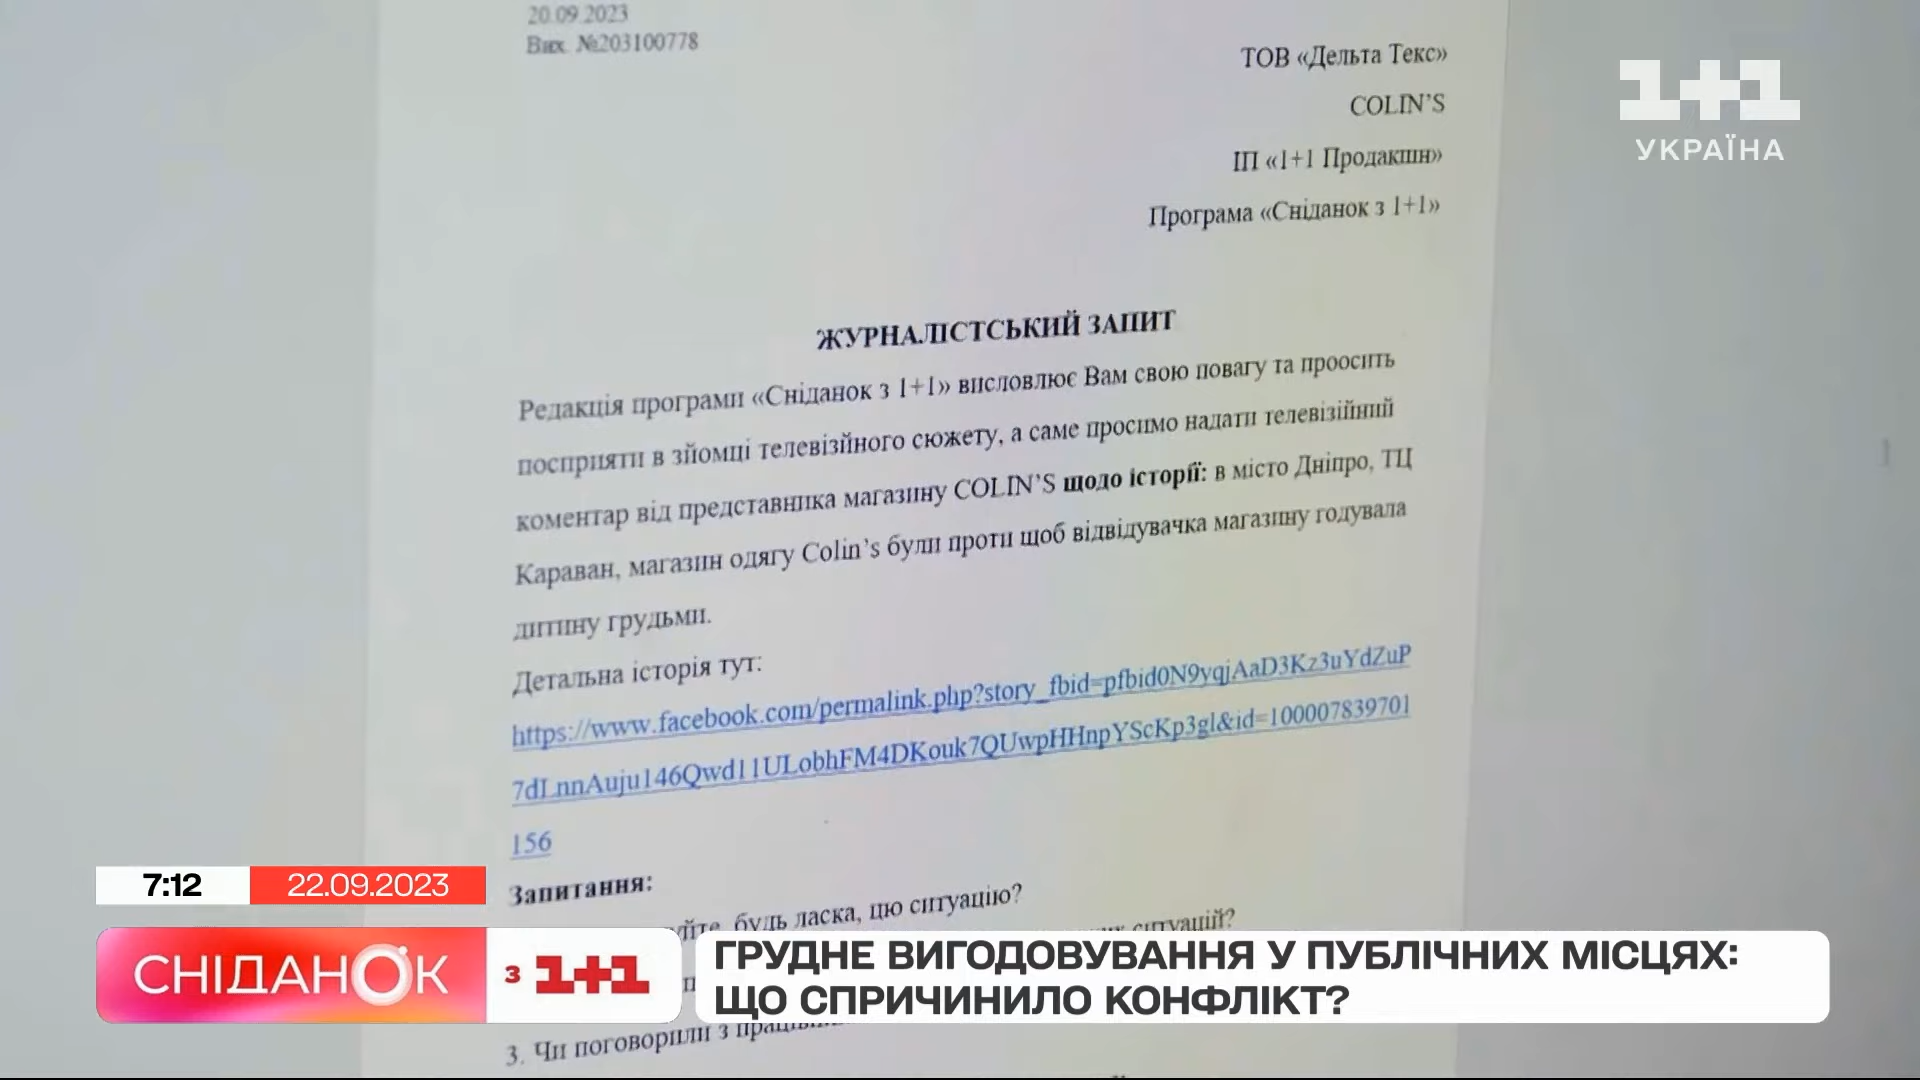 20.09.2023
Вих. №203100778
ТОВ «Дельта Текс»
COLIN’S
ІП «1+1 Продакшн»
Програма «Сніданок з 1+1»
1+1
УКРАЇНА
ЖУРНАЛІСТСЬКИЙ ЗАПИТ
Редакція програми «Сніданок з 1+1» висловлює Вам свою повагу та проосить
посприяти в зйомці телевізйного сюжету, а саме просимо надати телевізійний
коментар від представника магазину COLIN’S щодо історії: в місто Дніпро, ТЦ
Караван, магазин одягу Colin’s були проти щоб відвідувачка магазину годувала
дитину грудьми.
Детальна історія тут:
https://www.facebook.com/permalink.php?story_fbid=pfbid0N9yqjAaD3Kz3uYdZuP
7dLnnAuju146Qwd11ULobhFM4DKouk7QUwpHHnpYScKp3gl&id=100007839701
156
Запитання:
будь ласка, цю ситуацію?
ситуацій?
3. Чи поговорили з
7:12 22.09.2023
СНІДАНОК з 1+1
ГРУДНЕ ВИГОДОВУВАННЯ У ПУБЛІЧНИХ МІСЦЯХ:
ЩО СПРИЧИНИЛО КОНФЛІКТ?